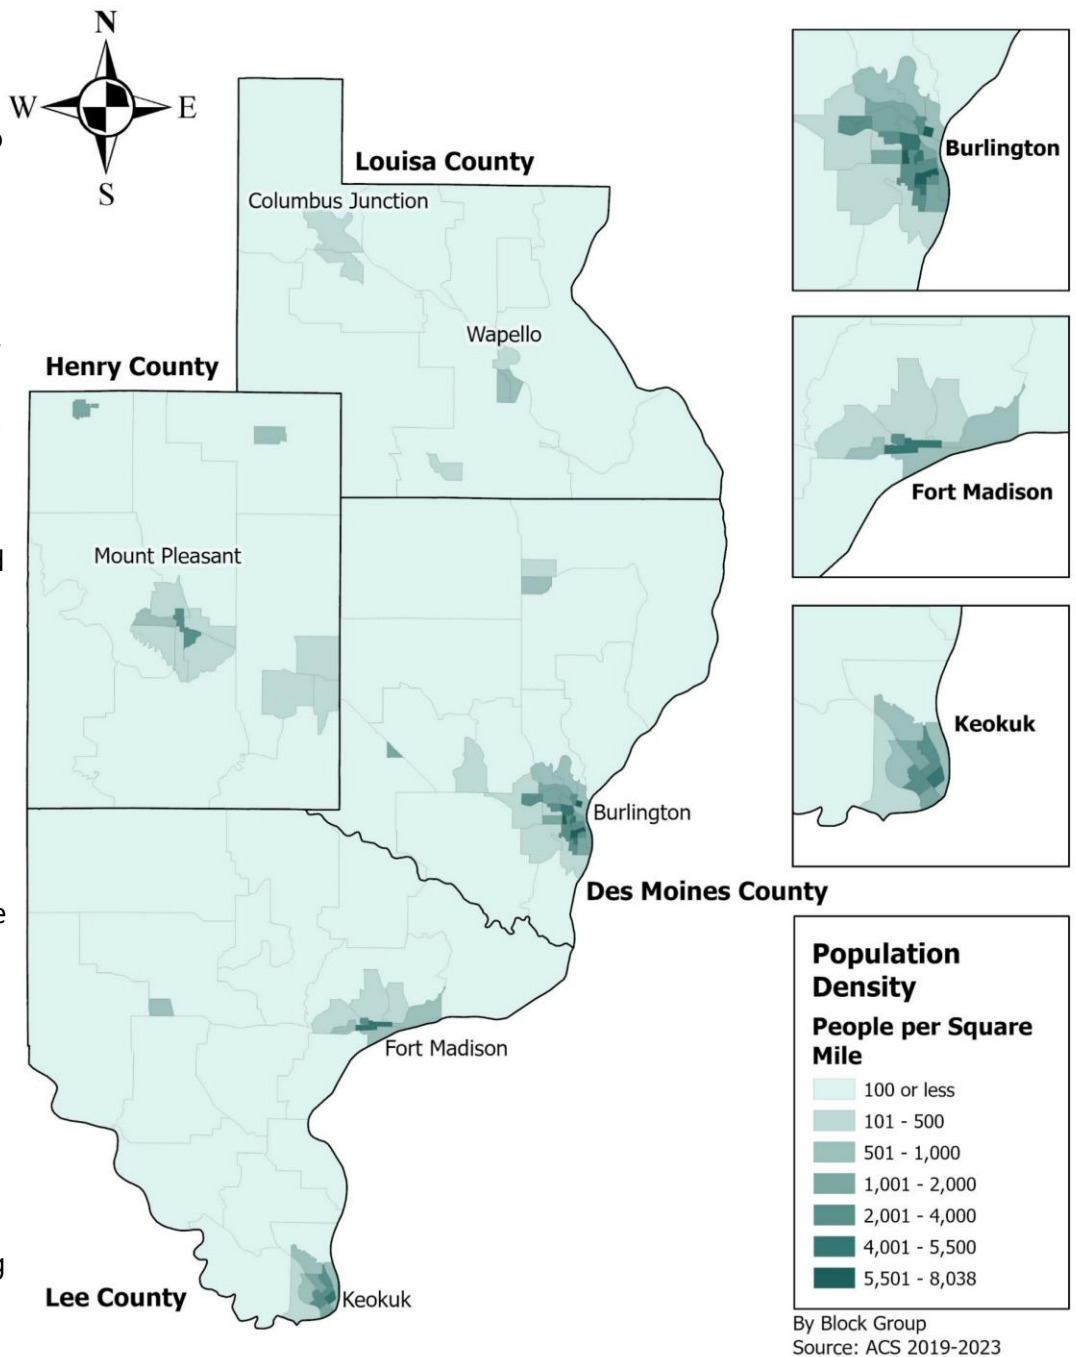 N
W
E
S
Louisa County
Columbus Junction
Wapello
Henry County
Mount Pleasant
Burlington
Des Moines County
Fort Madison
Lee County
Keokuk
Burlington
Fort Madison
Keokuk
Population
Density
People per Square
Mile
100 or less
101 - 500
501 - 1,000
1,001 - 2,000
2,001 - 4,000
4,001 - 5,500
5,501 - 8,038
By Block Group
Source: ACS 2019-2023